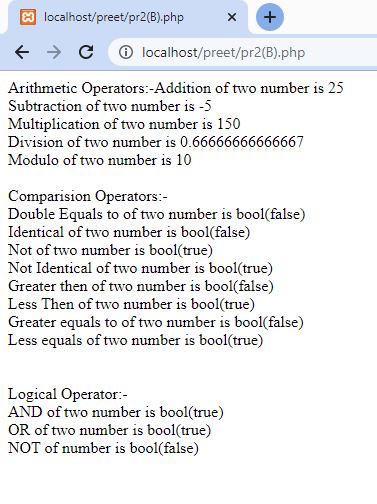 localhost/preet/pr2(B).php
localhost/preet/pr2(B).php
Arithmetic Operators:-Addition of two number is 25
Subtraction of two number is -5
Multiplication of two number is 150
Division of two number is 0.66666666666667
Modulo of two number is 10
Comparision Operators:-
Double Equals to of two number is bool(false)
Identical of two number is bool(false)
Not of two number is bool(true)
Not Identical of two number is bool(true)
Greater then of two number is bool(false)
Less Then of two number is bool(true)
Greater equals to of two number is bool(false)
Less equals of two number is bool(true)
Logical Operator:-
AND of two number is bool(true)
OR of two number is bool(true)
NOT of number is bool(false)